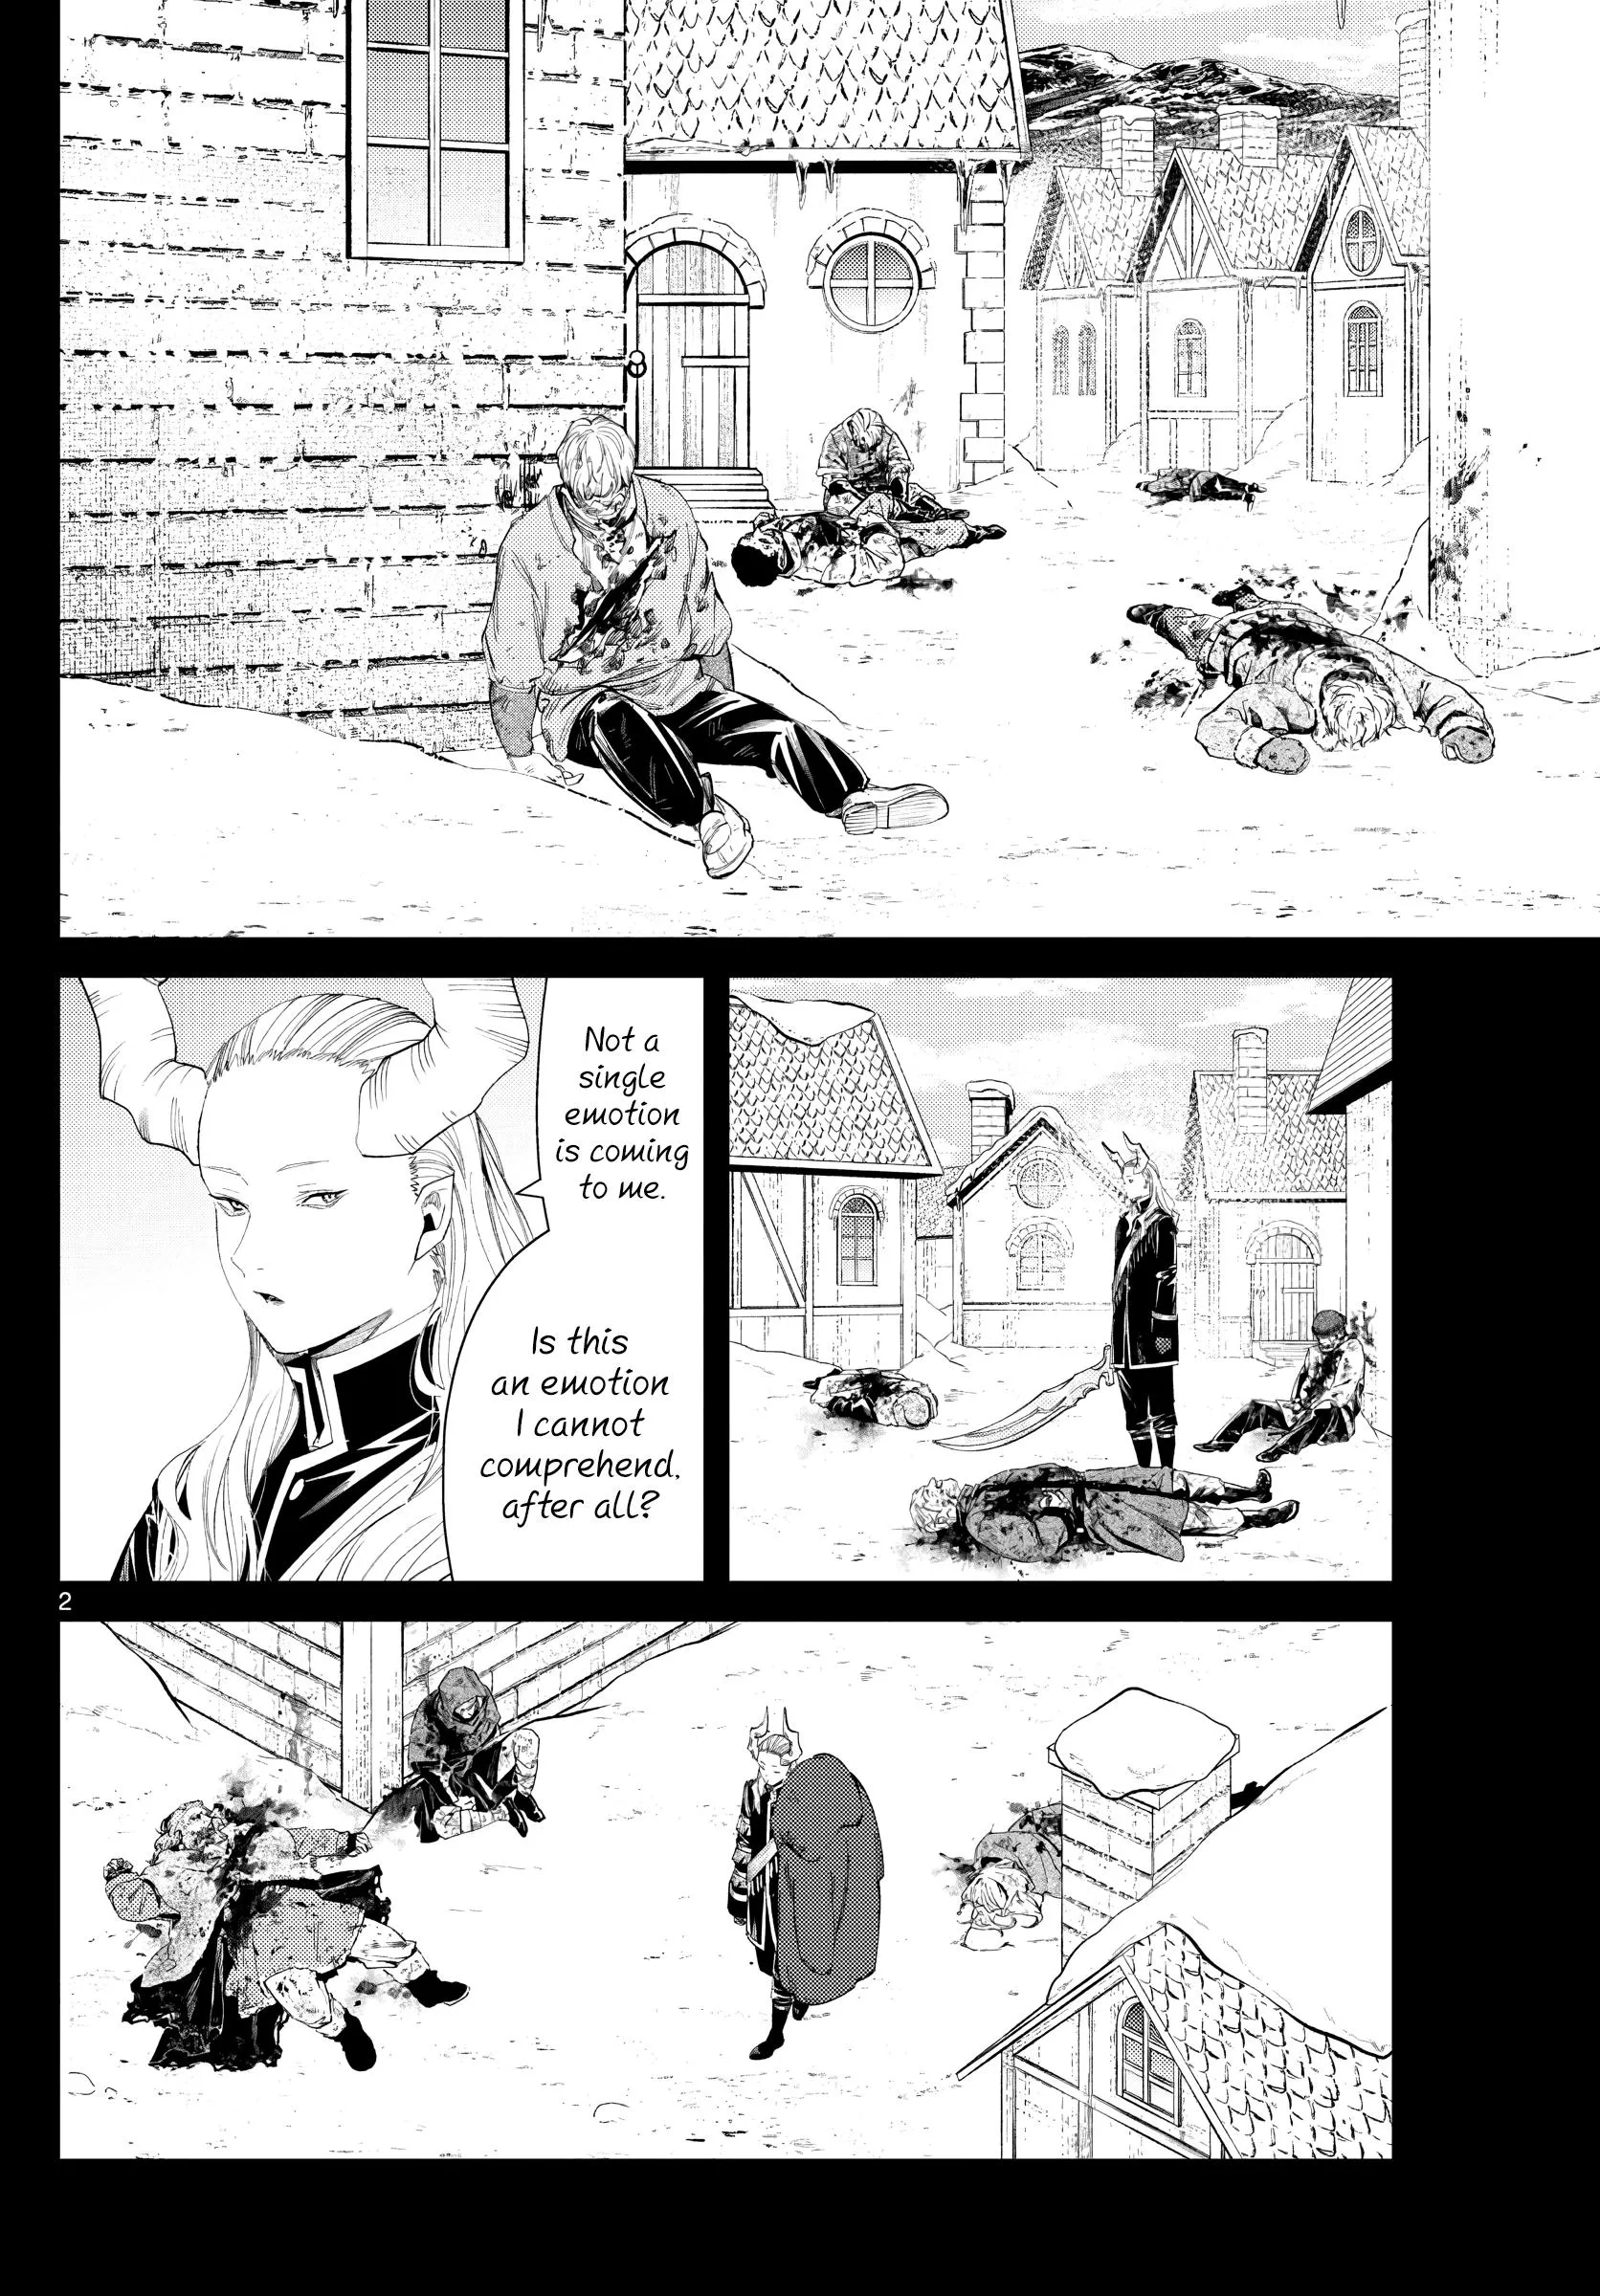 Not a
single
emotion
is coming
to me.
Is this
an emotion
I cannot
comprehend,
after all?
2